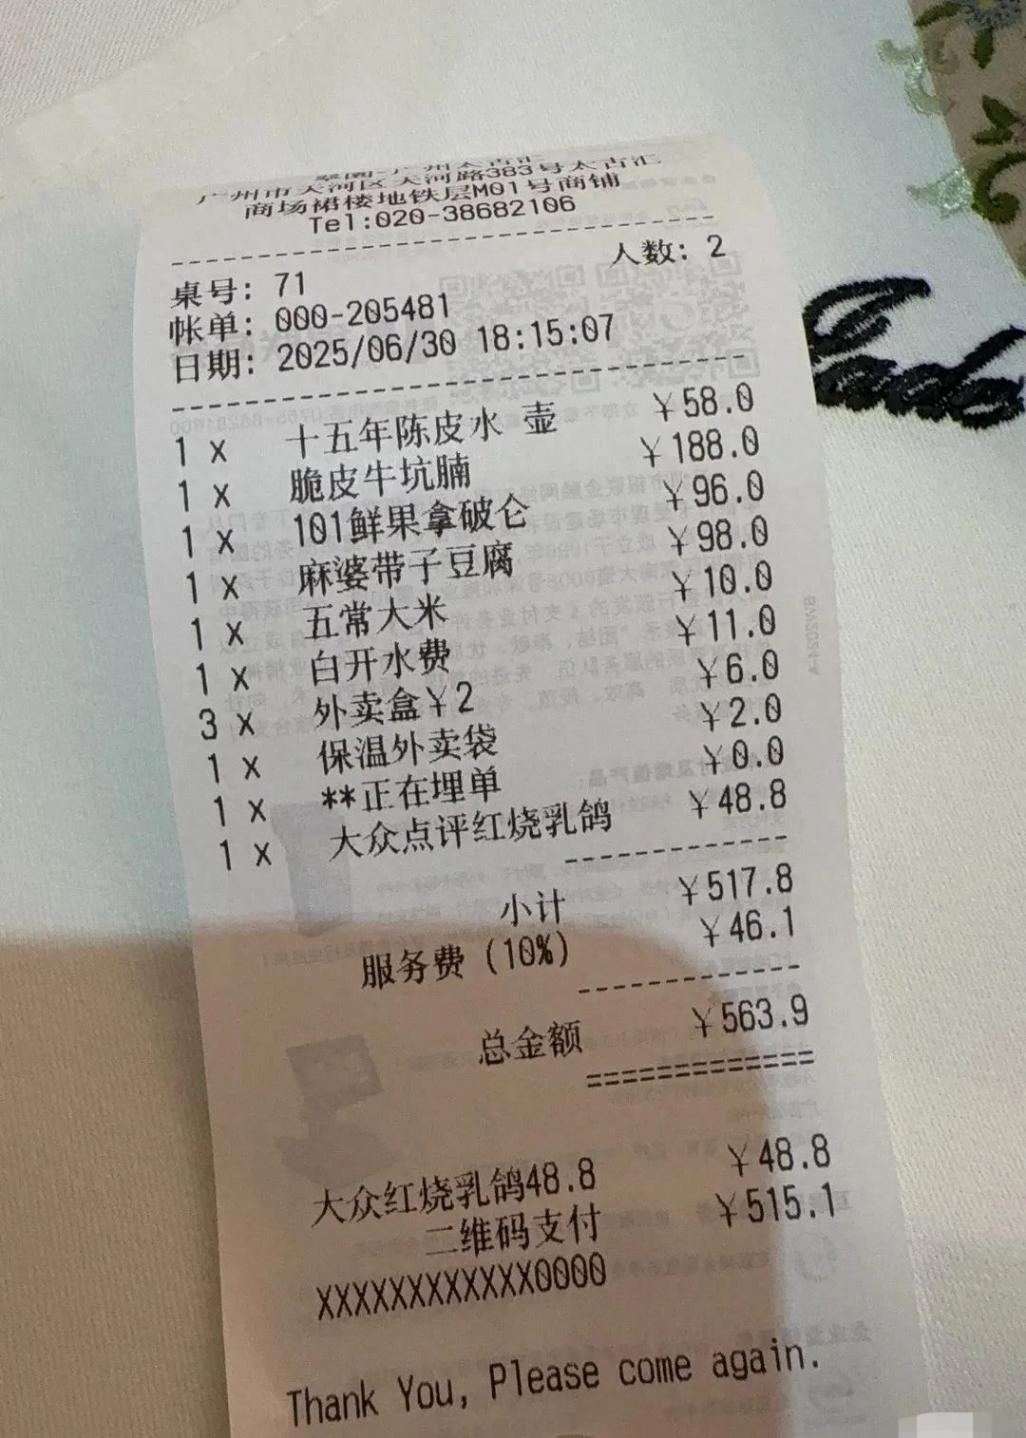 翠園-广州太古汇
广州市天河区天河路383号太古汇
商场裙楼地铁层M01号商铺
Tel:020-38682106
桌号: 71 人数: 2
帐单: 000-205481
日期: 2025/06/30 18:15:07
1 x 十五年陈皮水 壶 ¥58.0
1 x 脆皮牛坑腩 ¥188.0
1 x 101鲜果拿破仑 ¥96.0
1 x 麻婆带子豆腐 ¥98.0
1 x 五常大米 ¥10.0
1 x 白开水费 ¥11.0
3 x 外卖盒¥2 ¥6.0
1 x 保温外卖袋 ¥2.0
1 x **正在埋单 ¥0.0
1 x 大众点评红烧乳鸽 ¥48.8
小计 ¥517.8
服务费(10%) ¥46.1
总金额 ¥563.9
大众红烧乳鸽48.8 ¥48.8
二维码支付 ¥515.1
XXXXXXXXXXXX0000
Thank You, Please come again.
Jade